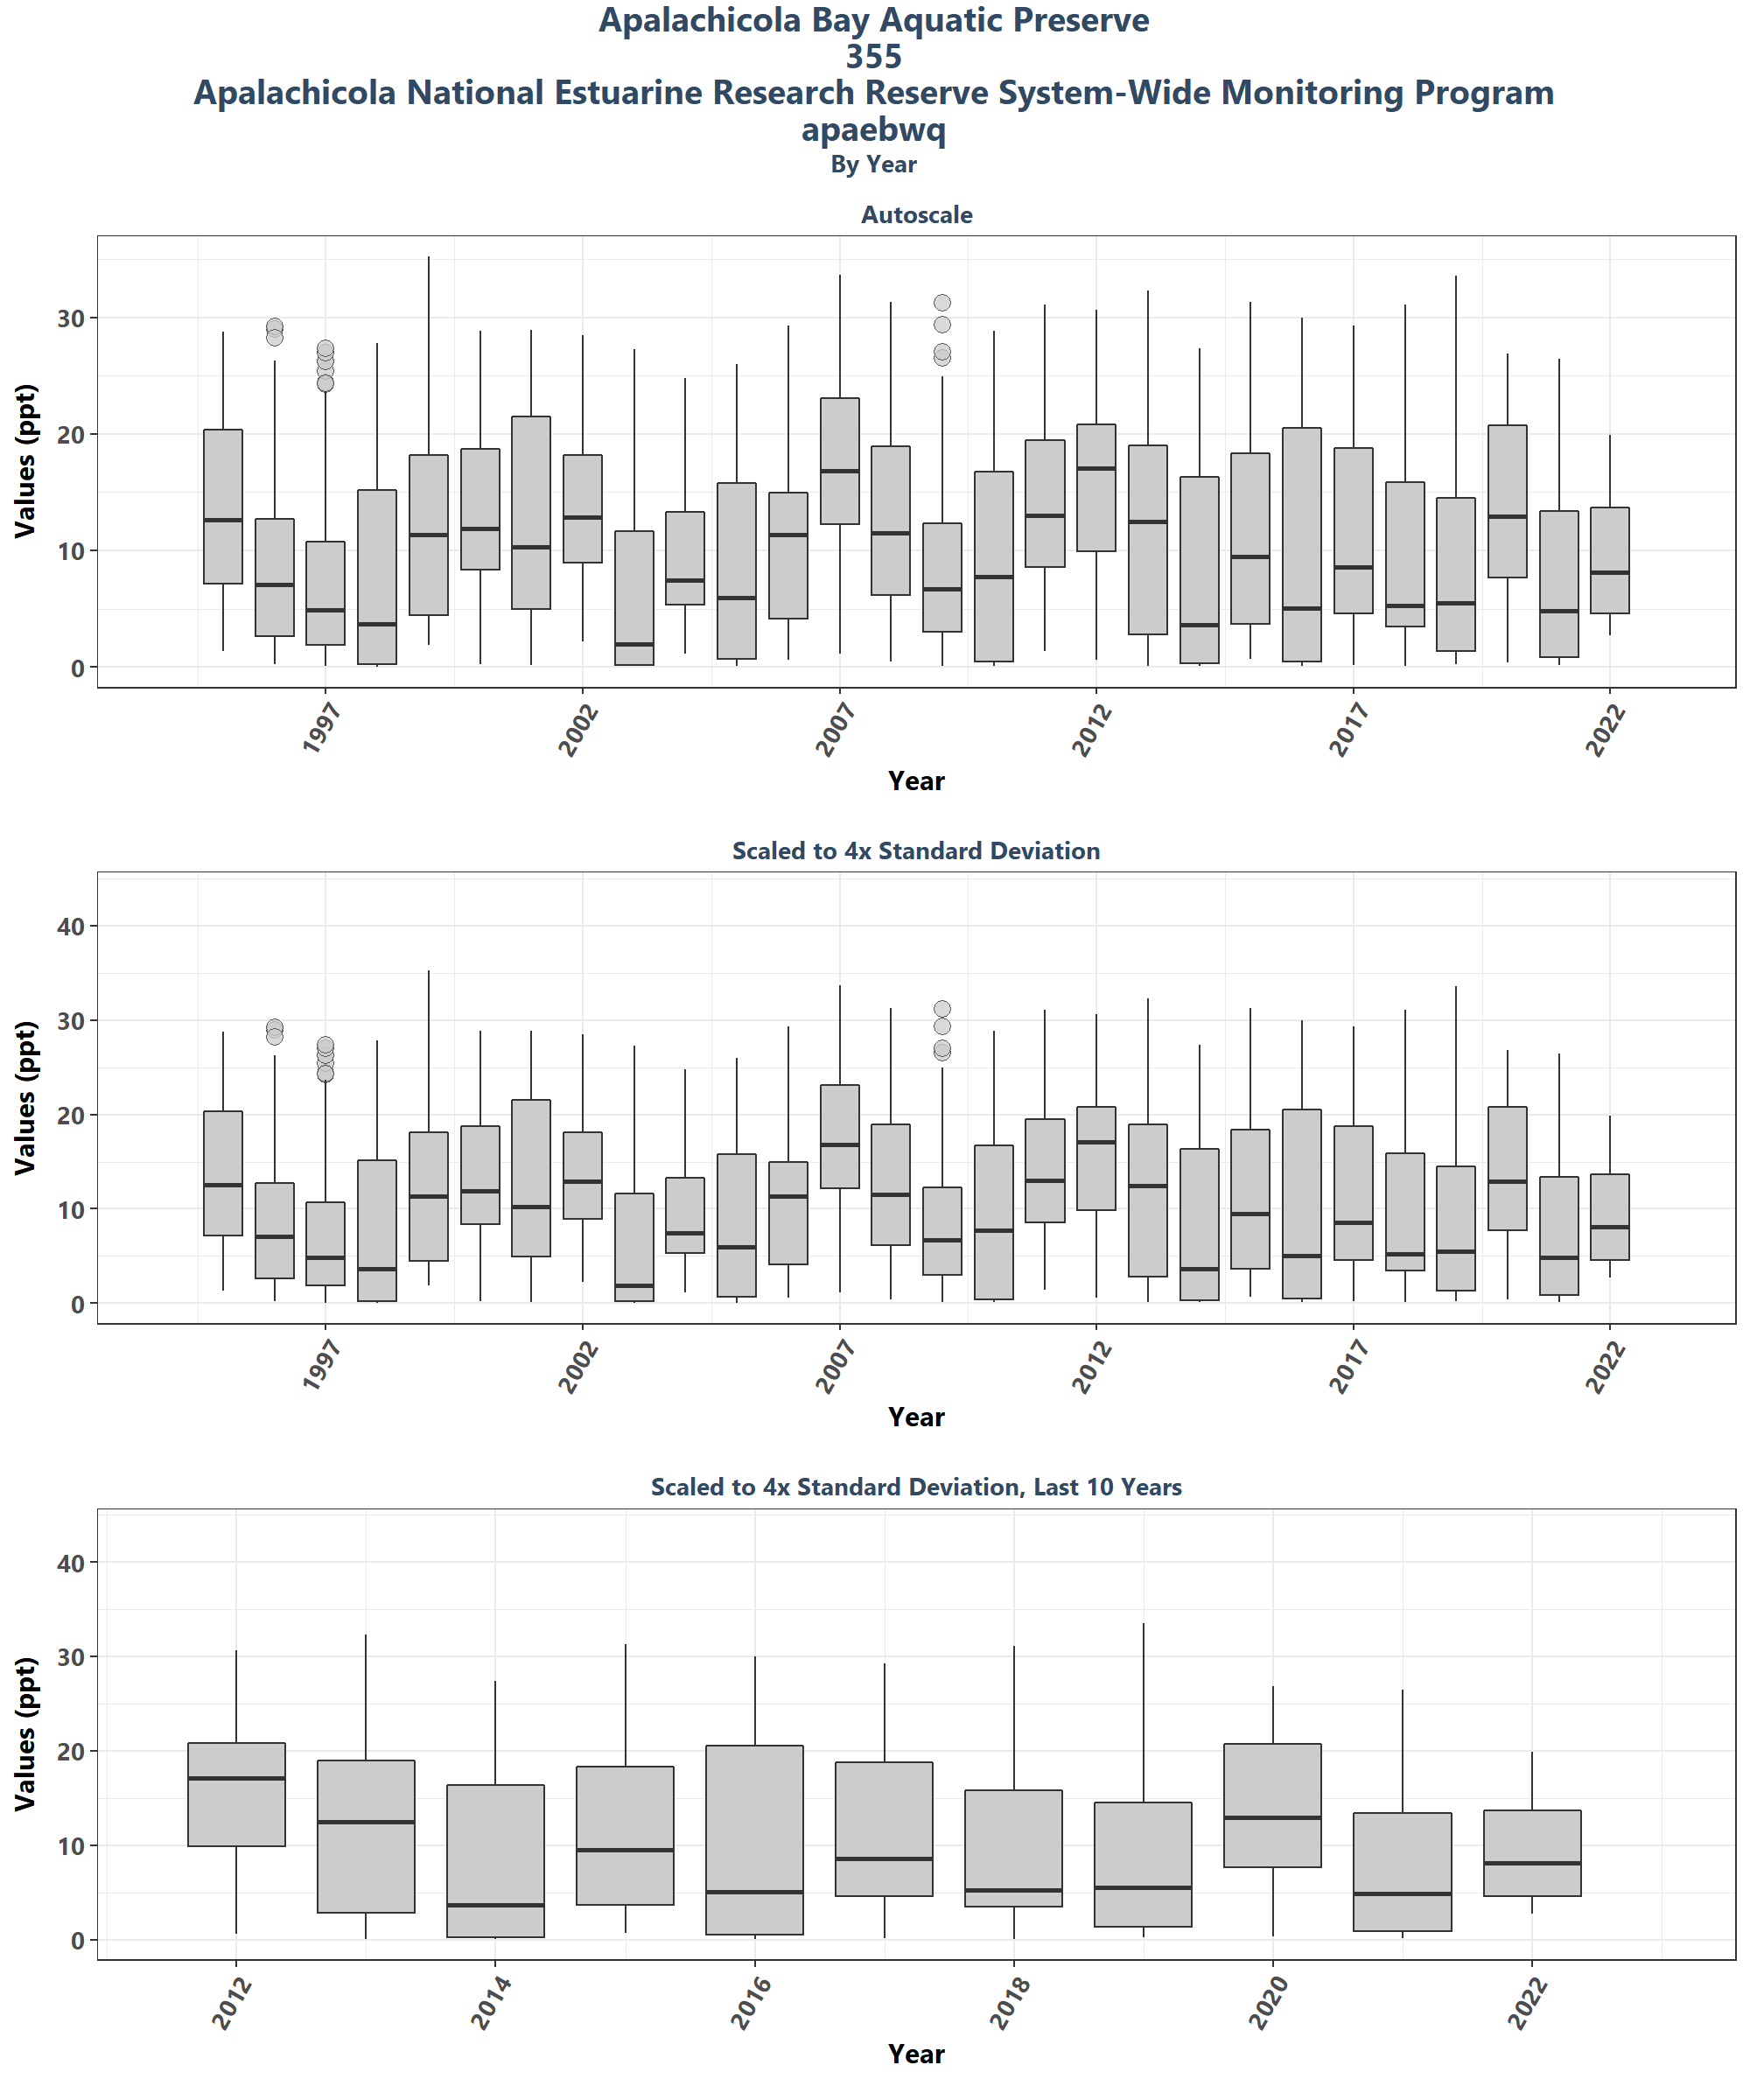 Apalachicola Bay Aquatic Preserve
355
Apalachicola National Estuarine Research Reserve System-Wide Monitoring Program
apaebwq
By Year
Autoscale
Values (ppt)
30
20
10
0
1997 2002 2007 2012 2017 2022
Year
Scaled to 4x Standard Deviation
Values (ppt)
40
30
20
10
0
1997 2002 2007 2012 2017 2022
Year
Scaled to 4x Standard Deviation, Last 10 Years
Values (ppt)
40
30
20
10
0
2012 2014 2016 2018 2020 2022
Year